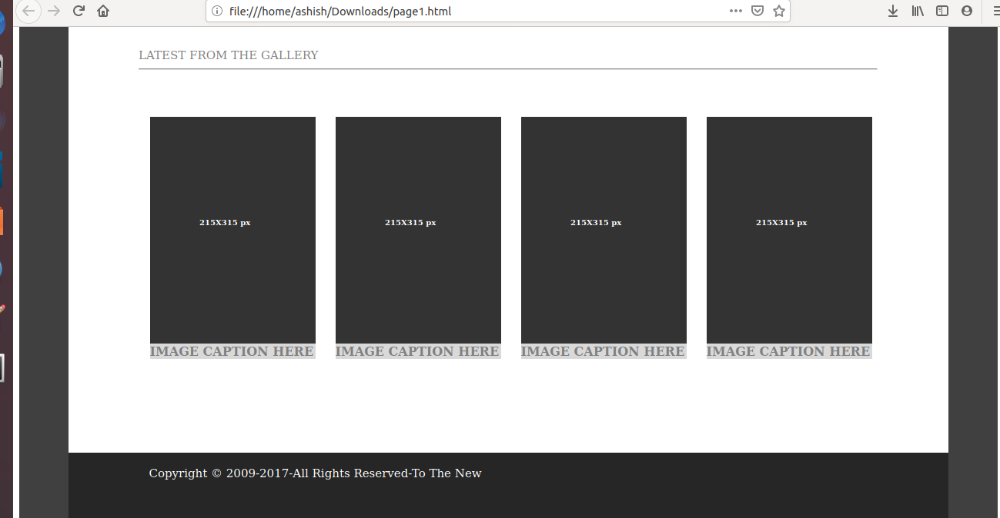 file:///home/ashish/Downloads/page1.html
LATEST FROM THE GALLERY
215X315 px 215X315 px 215X315 px 215X315 px
IMAGE CAPTION HERE IMAGE CAPTION HERE IMAGE CAPTION HERE IMAGE CAPTION HERE
Copyright © 2009-2017-All Rights Reserved-To The New